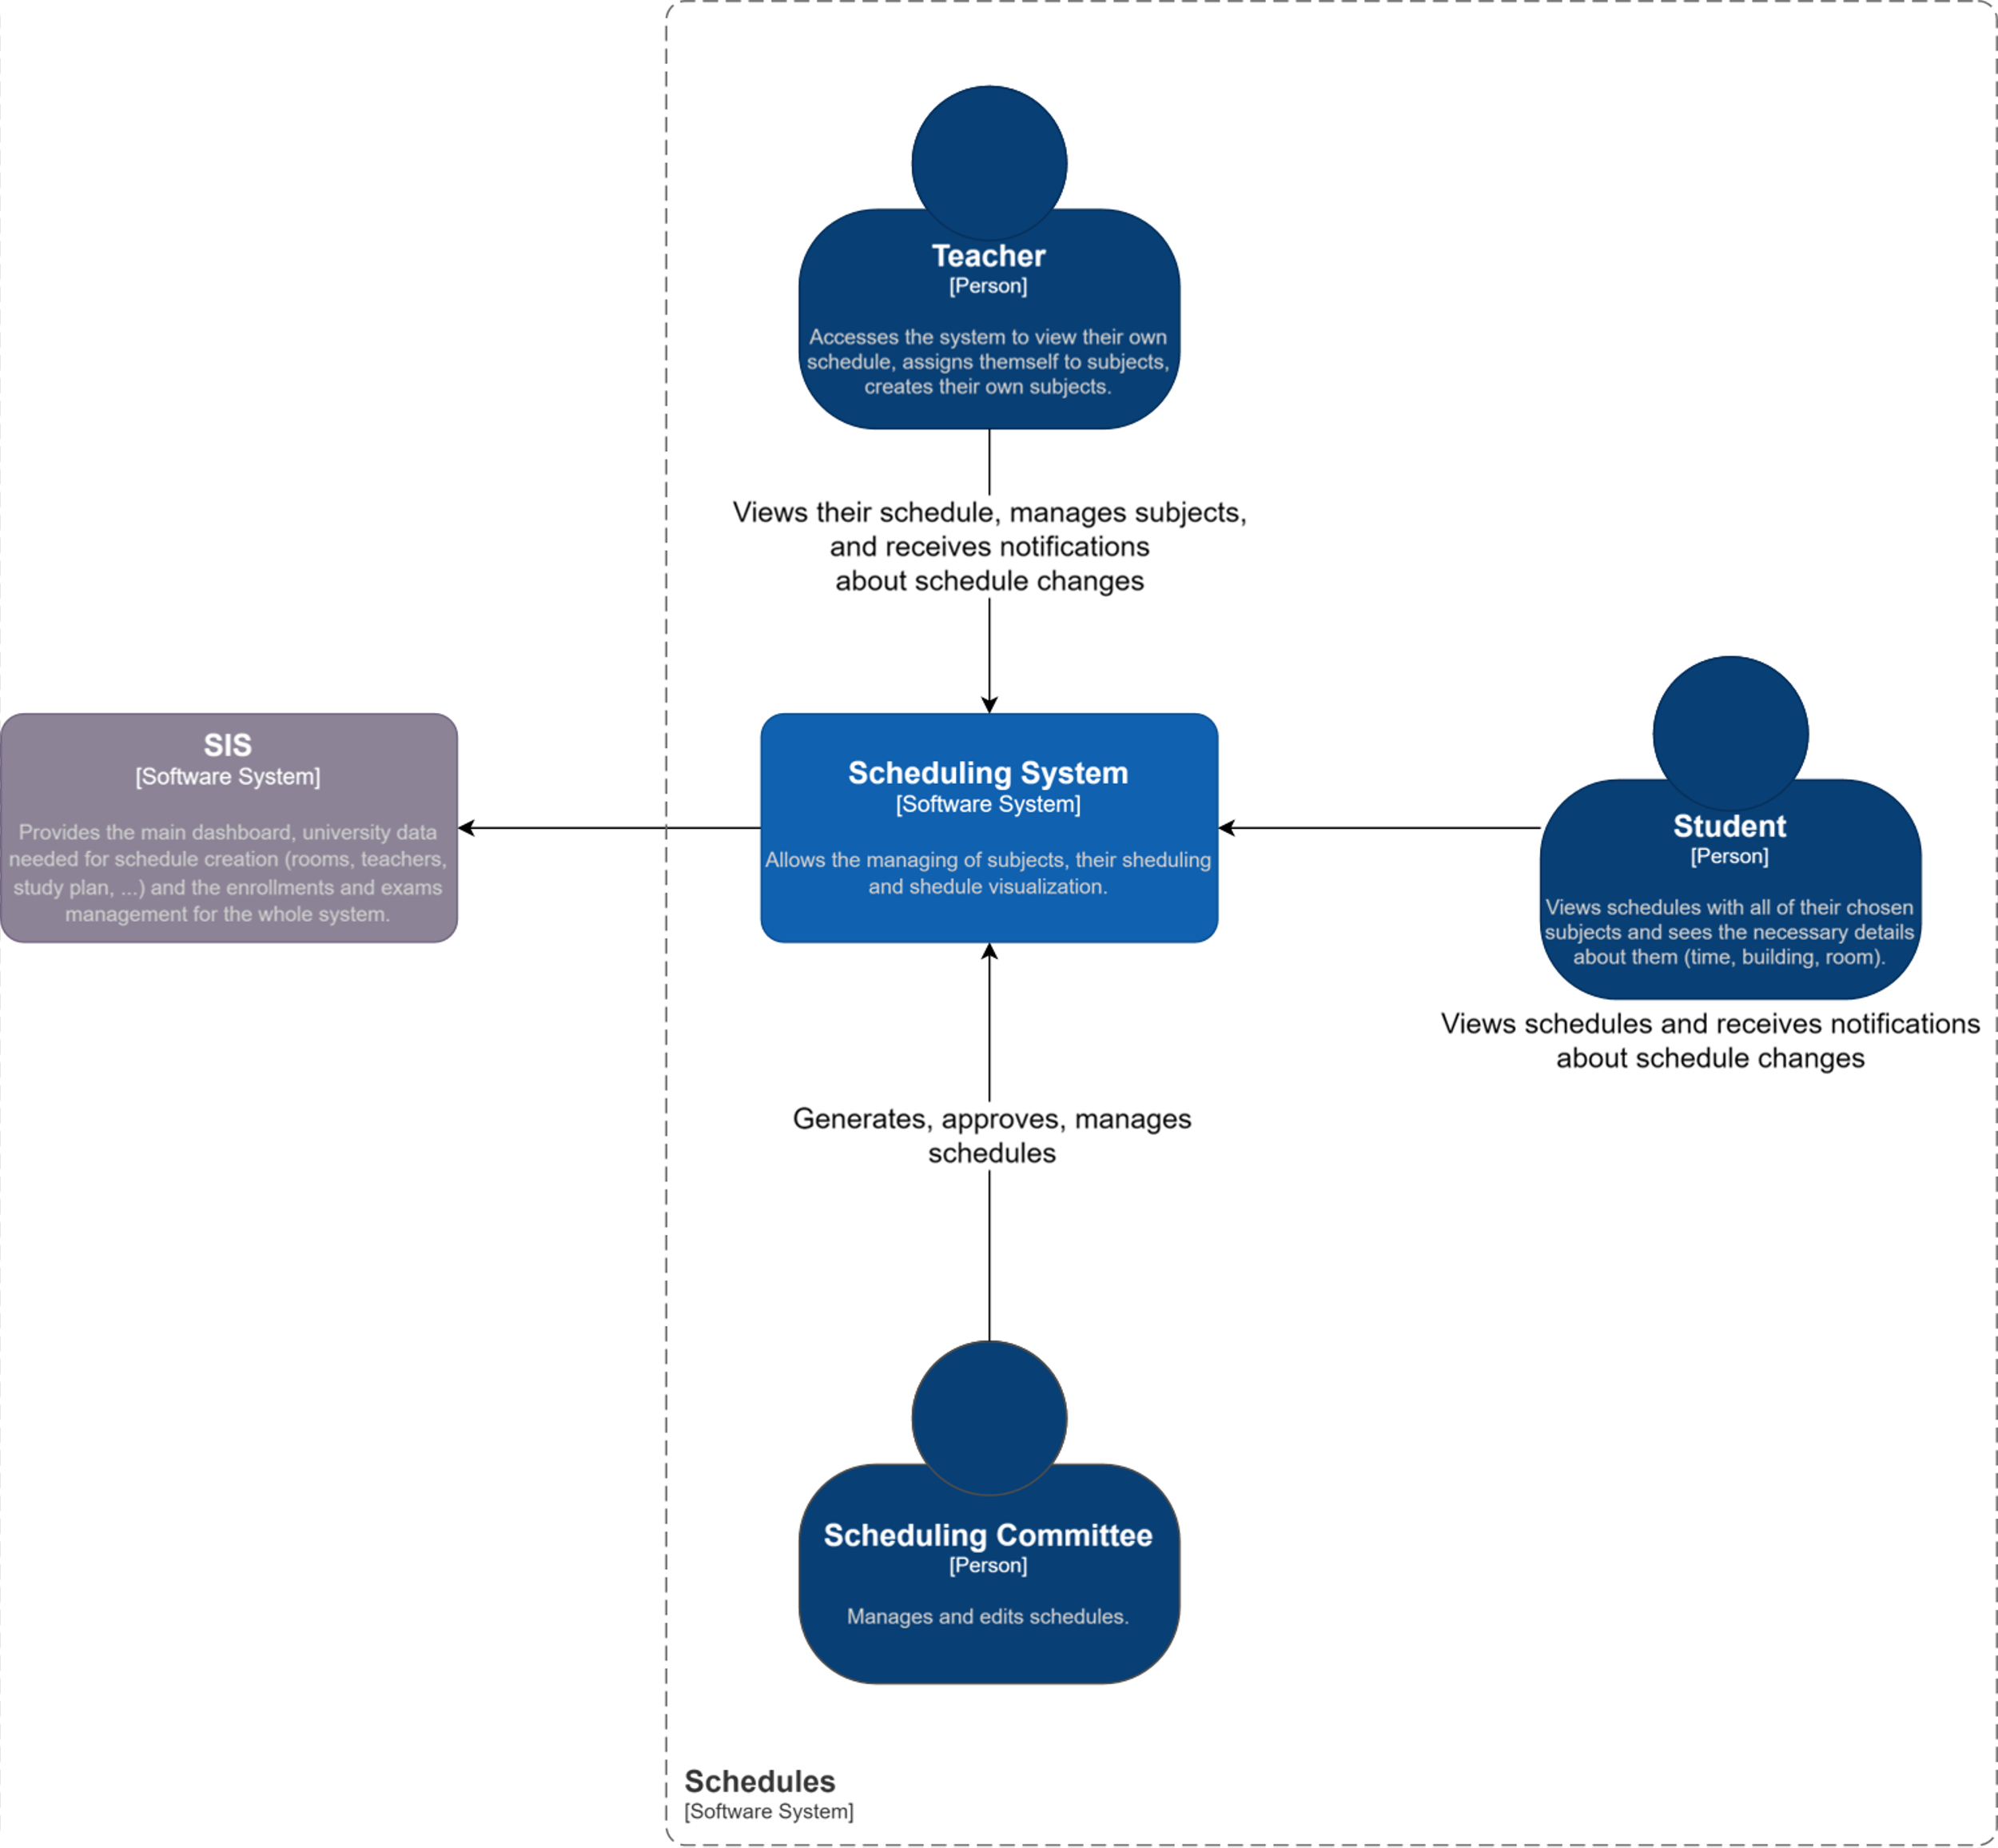 Teacher
[Person]
Accesses the system to view their own
schedule, assigns themself to subjects,
creates their own subjects.
Views their schedule, manages subjects,
and receives notifications
about schedule changes
SIS
[Software System]
Provides the main dashboard, university data
needed for schedule creation (rooms, teachers,
study plan, ...) and the enrollments and exams
management for the whole system.
Scheduling System
[Software System]
Allows the managing of subjects, their sheduling
and shedule visualization.
Student
[Person]
Views schedules with all of their chosen
subjects and sees the necessary details
about them (time, building, room).
Views schedules and receives notifications
about schedule changes
Generates, approves, manages
schedules
Scheduling Committee
[Person]
Manages and edits schedules.
Schedules
[Software System]